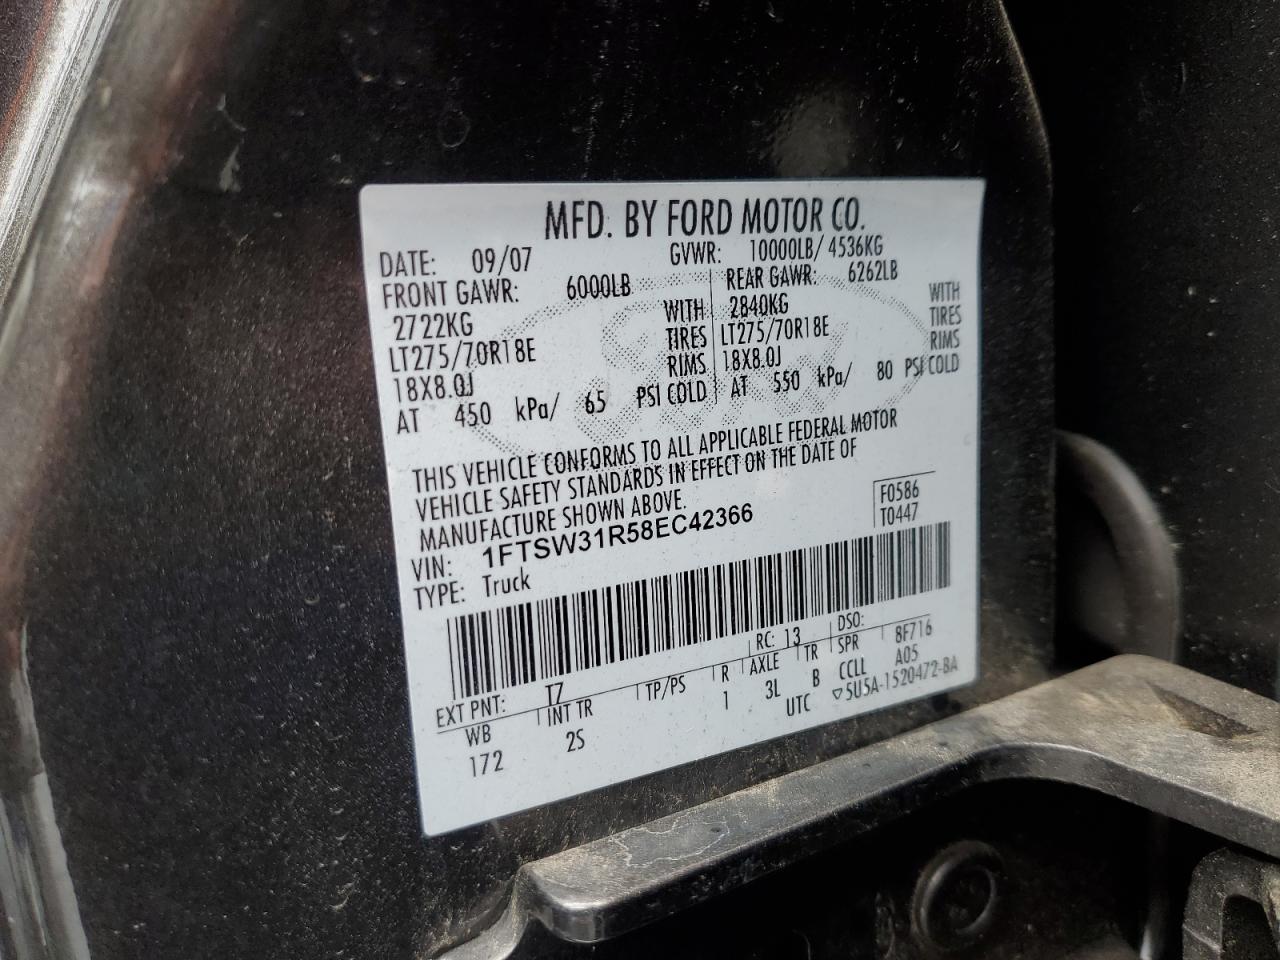 MFD. BY FORD MOTOR CO.
DATE: 09/07 GVWR: 10000LB/ 4536KG
FRONT GAWR: 6000LB REAR GAWR: 6262LB
2722KG WITH 2840KG WITH
LT275/70R18E TIRES LT275/70R18E TIRES
18X8.0J RIMS 18X8.0J RIMS
AT 450 kPa/ 65 PSI COLD AT 550 kPa/ 80 PSI COLD
THIS VEHICLE CONFORMS TO ALL APPLICABLE FEDERAL MOTOR
VEHICLE SAFETY STANDARDS IN EFFECT ON THE DATE OF
MANUFACTURE SHOWN ABOVE.
F0586
VIN: 1FTSW31R58EC42366 T0447
TYPE: Truck
EXT PNT: T7 RC: 13 DSO:
WB INT TR TP/PS R AXLE TR SPR 8F716
172 2S 1 3L B CCLL A05
UTC ▽5U5A-1520472-BA